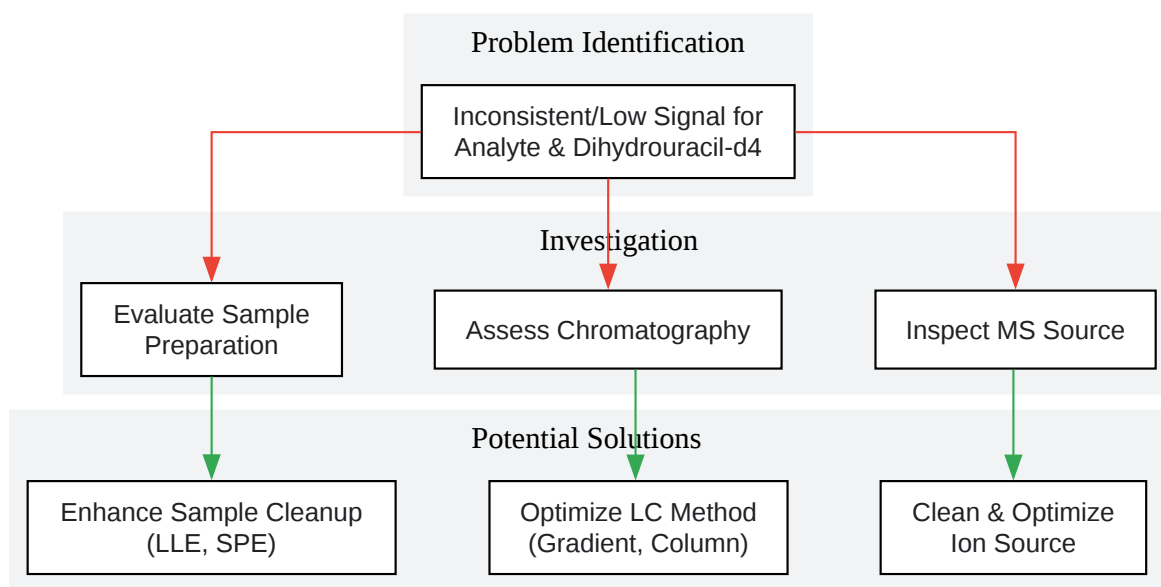 Problem Identification
Inconsistent/Low Signal for
Analyte & Dihydrouracil-d4
Investigation
Evaluate Sample
Preparation
Assess Chromatography
Inspect MS Source
Potential Solutions
Enhance Sample Cleanup
(LLE, SPE)
Optimize LC Method
(Gradient, Column)
Clean & Optimize
Ion Source